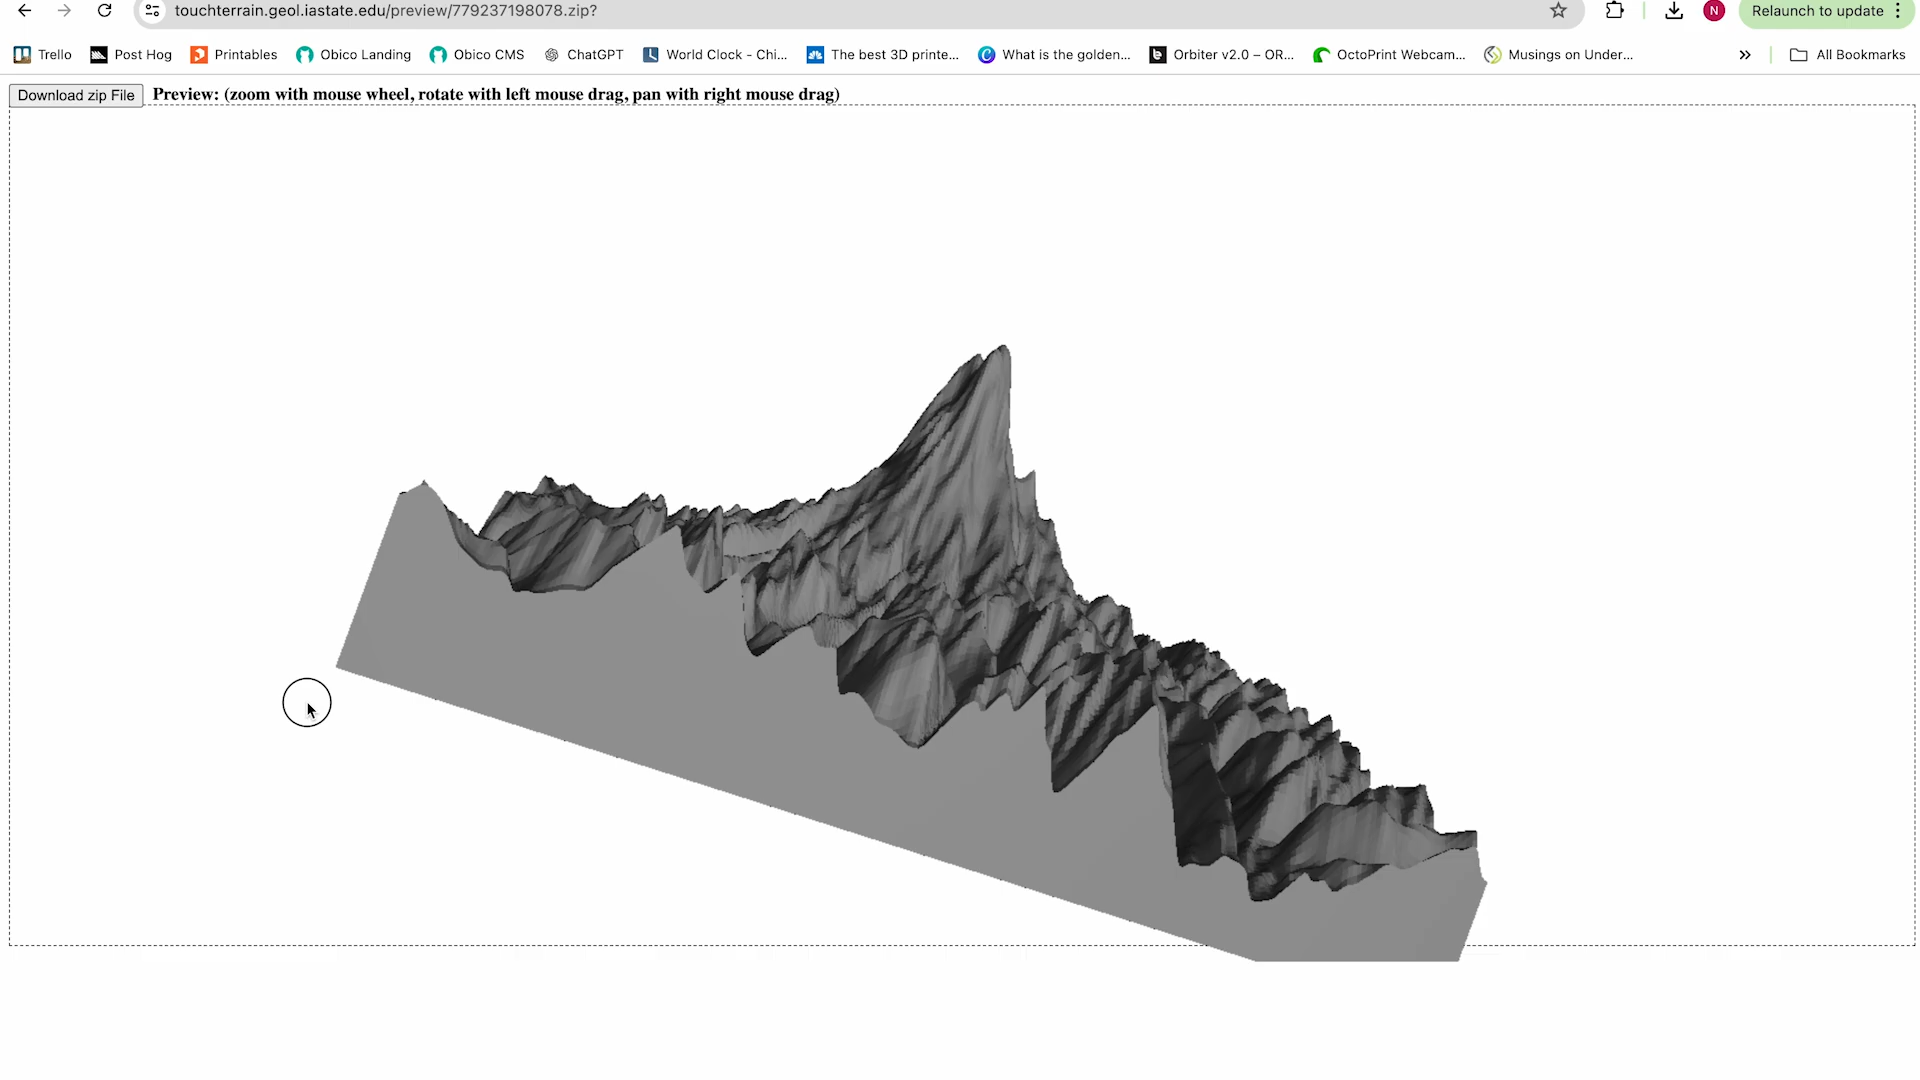 touchterrain.geol.iastate.edu/preview/779237198078.zip?
N
Relaunch to update
Trello
Post Hog
Printables
Obico Landing
Obico CMS
ChatGPT
World Clock - Chi...
The best 3D printe...
What is the golden...
Orbiter v2.0 – OR...
OctoPrint Webcam...
Musings on Under...
All Bookmarks
Download zip File
Preview: (zoom with mouse wheel, rotate with left mouse drag, pan with right mouse drag)